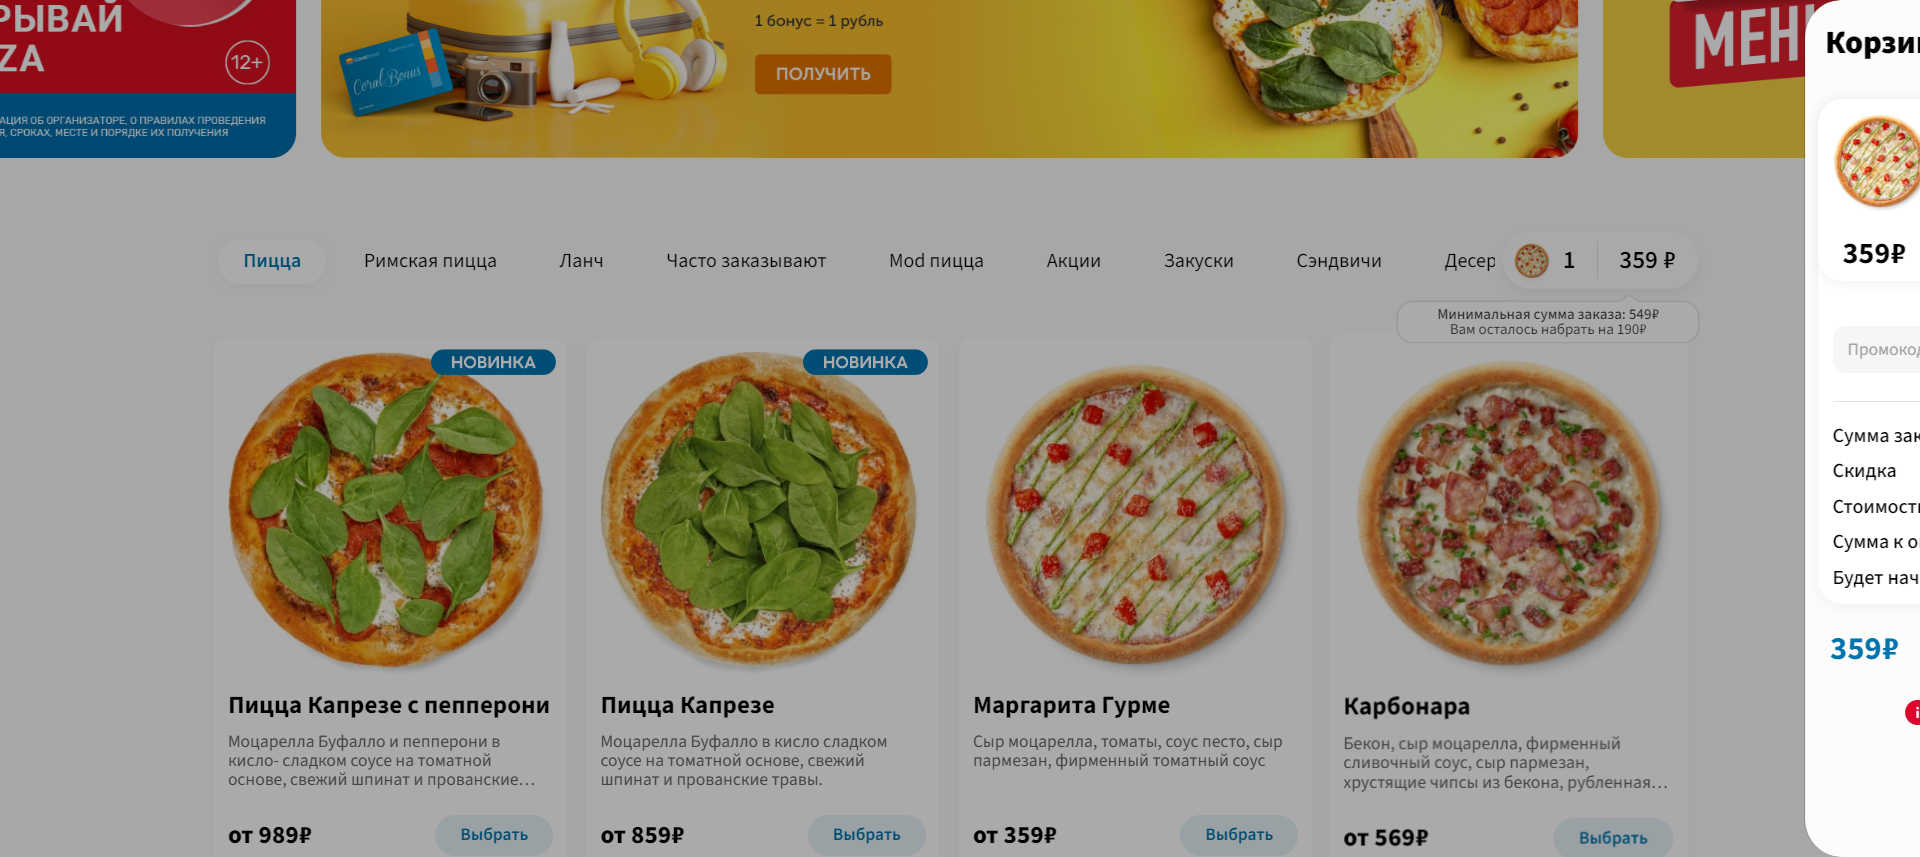 РЫВАЙ
ZA
12+
АЦИЯ ОБ ОРГАНИЗАТОРЕ, О ПРАВИЛАХ ПРОВЕДЕНИЯ
Я, СРОКАХ, МЕСТЕ И ПОРЯДКЕ ИХ ПОЛУЧЕНИЯ
Coral Bonus
1 бонус = 1 рубль
ПОЛУЧИТЬ
МЕН
Пицца
Римская пицца
Ланч
Часто заказывают
Mod пицца
Акции
Закуски
Сэндвичи
Десер
1
359 ₽
Минимальная сумма заказа: 549₽
Вам осталось набрать на 190₽
НОВИНКА
Пицца Капрезе с пепперони
Моцарелла Буфалло и пепперони в
кисло- сладком соусе на томатной
основе, свежий шпинат и прованские…
от 989₽
Выбрать
НОВИНКА
Пицца Капрезе
Моцарелла Буфалло в кисло сладком
соусе на томатной основе, свежий
шпинат и прованские травы.
от 859₽
Выбрать
Маргарита Гурме
Сыр моцарелла, томаты, соус песто, сыр
пармезан, фирменный томатный соус
от 359₽
Выбрать
Карбонара
Бекон, сыр моцарелла, фирменный
сливочный соус, сыр пармезан,
хрустящие чипсы из бекона, рубленная…
от 569₽
Выбрать
Корзи
359₽
Промокод
Сумма зак
Скидка
Стоимост
Сумма к о
Будет нач
359₽
i